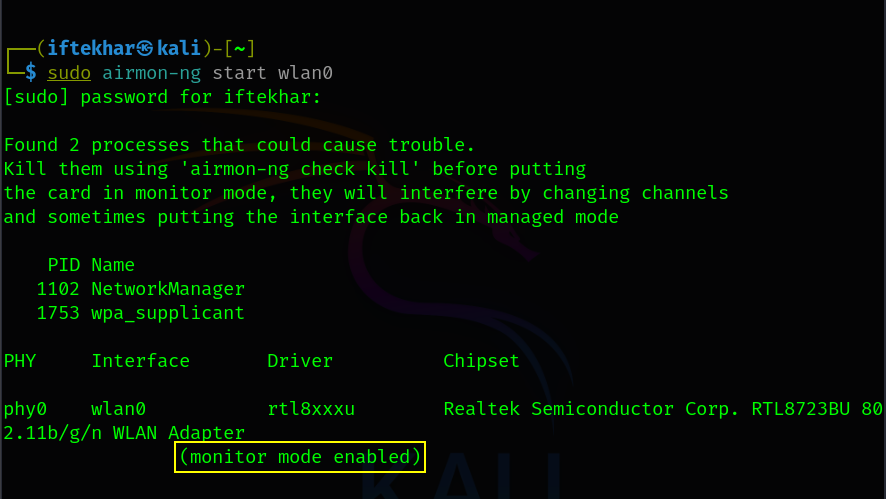 (iftekhar㉿kali)-[~]
$ sudo airmon-ng start wlan0
[sudo] password for iftekhar:
Found 2 processes that could cause trouble.
Kill them using 'airmon-ng check kill' before putting
the card in monitor mode, they will interfere by changing channels
and sometimes putting the interface back in managed mode
PID Name
1102 NetworkManager
1753 wpa_supplicant
PHY Interface Driver Chipset
phy0 wlan0 rtl8xxxu Realtek Semiconductor Corp. RTL8723BU 80
2.11b/g/n WLAN Adapter
(monitor mode enabled)
KALI